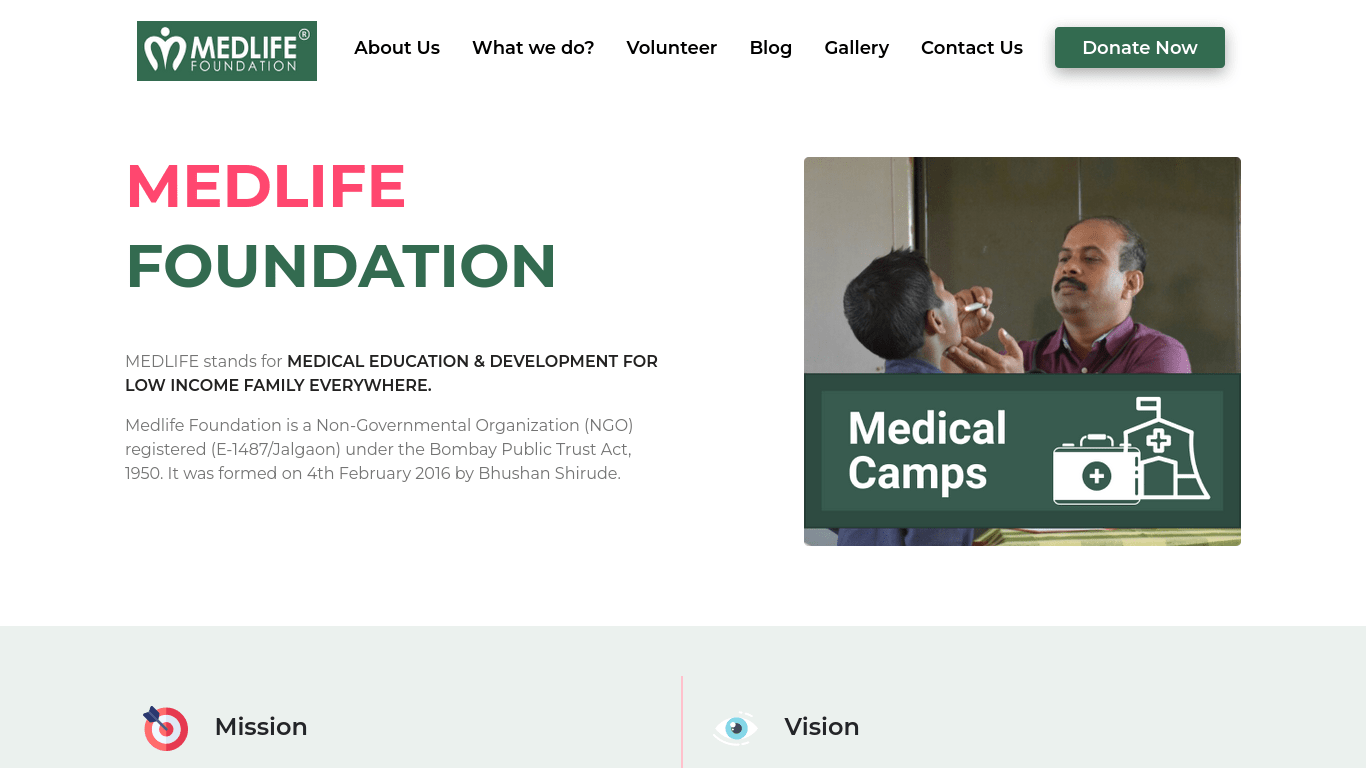 MEDLIFE®
FOUNDATION
About Us
What we do?
Volunteer
Blog
Gallery
Contact Us
Donate Now
MEDLIFE
FOUNDATION
MEDLIFE stands for MEDICAL EDUCATION & DEVELOPMENT FOR
LOW INCOME FAMILY EVERYWHERE.
Medlife Foundation is a Non-Governmental Organization (NGO)
registered (E-1487/Jalgaon) under the Bombay Public Trust Act,
1950. It was formed on 4th February 2016 by Bhushan Shirude.
Medical
Camps
Mission
Vision